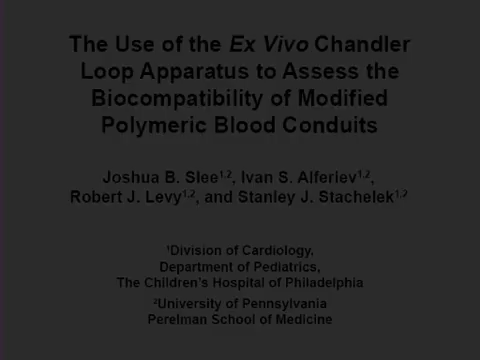 The Use of the Ex Vivo Chandler
Loop Apparatus to Assess the
Biocompatibility of Modified
Polymeric Blood Conduits
Joshua B. Slee1,2, Ivan S. Alferiev1,2,
Robert J. Levy1,2, and Stanley J. Stachelek1,2
1Division of Cardiology,
Department of Pediatrics,
The Children's Hospital of Philadelphia
2University of Pennsylvania
Perelman School of Medicine